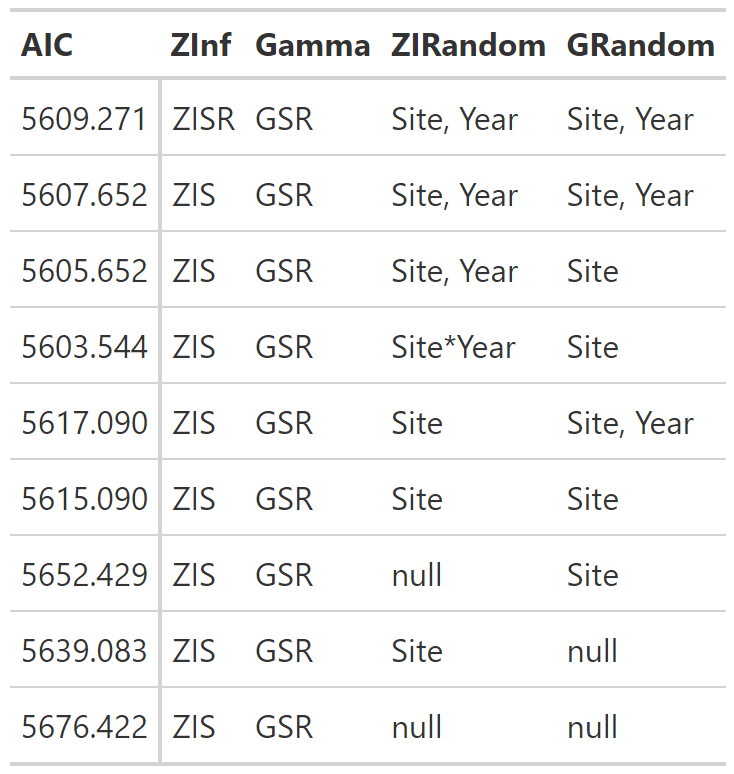 AIC ZInf Gamma ZIRandom GRandom
5609.271 ZISR GSR Site, Year Site, Year
5607.652 ZIS GSR Site, Year Site, Year
5605.652 ZIS GSR Site, Year Site
5603.544 ZIS GSR Site*Year Site
5617.090 ZIS GSR Site Site, Year
5615.090 ZIS GSR Site Site
5652.429 ZIS GSR null Site
5639.083 ZIS GSR Site null
5676.422 ZIS GSR null null